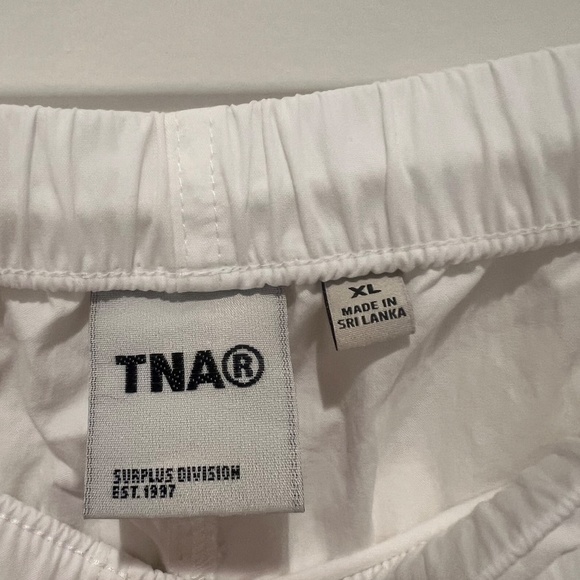 TNA®
SURPLUS DIVISION
EST. 1997
XL
MADE IN
SRI LANKA